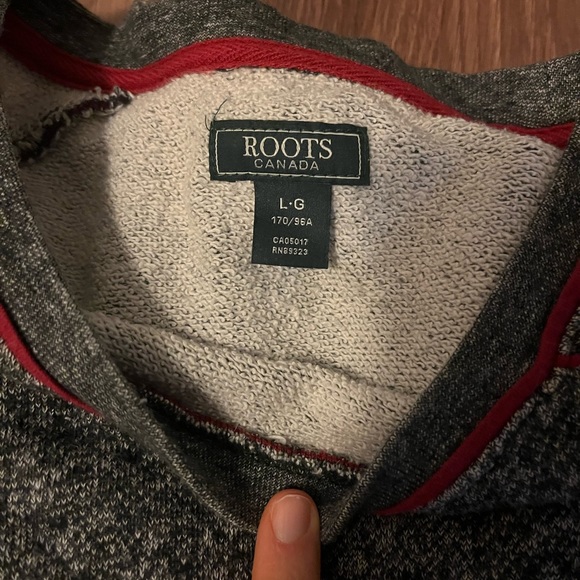 ROOTS
CANADA
L·G
170/96A
CA05017
RN89323